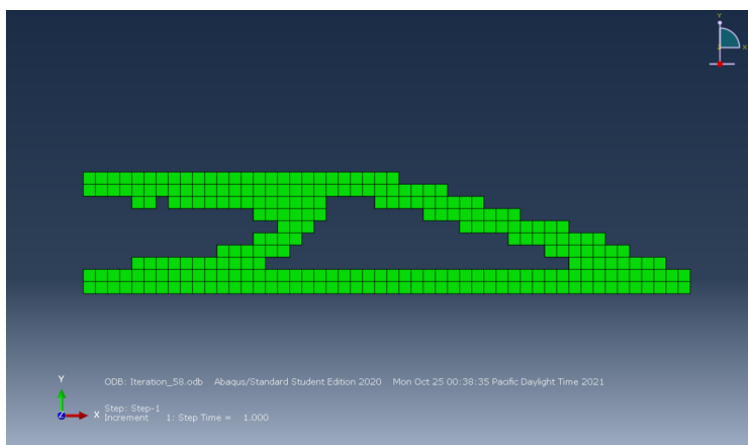 Y
X
ODB: Iteration_58.odb    Abaqus/Standard Student Edition 2020    Mon Oct 25 00:38:35 Pacific Daylight Time 2021
Y
X
Z
Step: Step-1
Increment    1: Step Time =    1.000